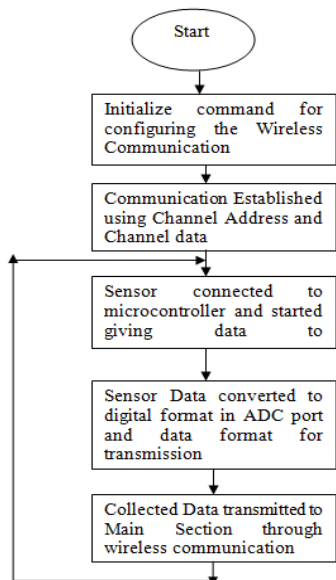 Start
Initialize command for
configuring the Wireless
Communication
Communication Established
using Channel Address and
Channel data
Sensor connected to
microcontroller and started
giving data to
Sensor Data converted to
digital format in ADC port
and data format for
transmission
Collected Data transmitted to
Main Section through
wireless communication